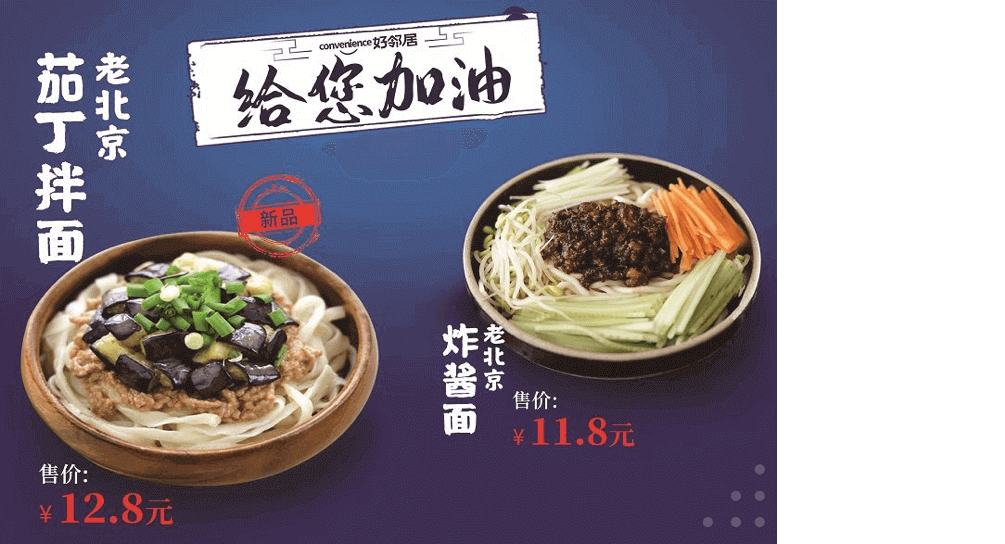 convenience好邻居
给您加油
老北京
茄丁拌面
新品
售价:
¥ 12.8元
老北京
炸酱面
售价:
¥ 11.8元